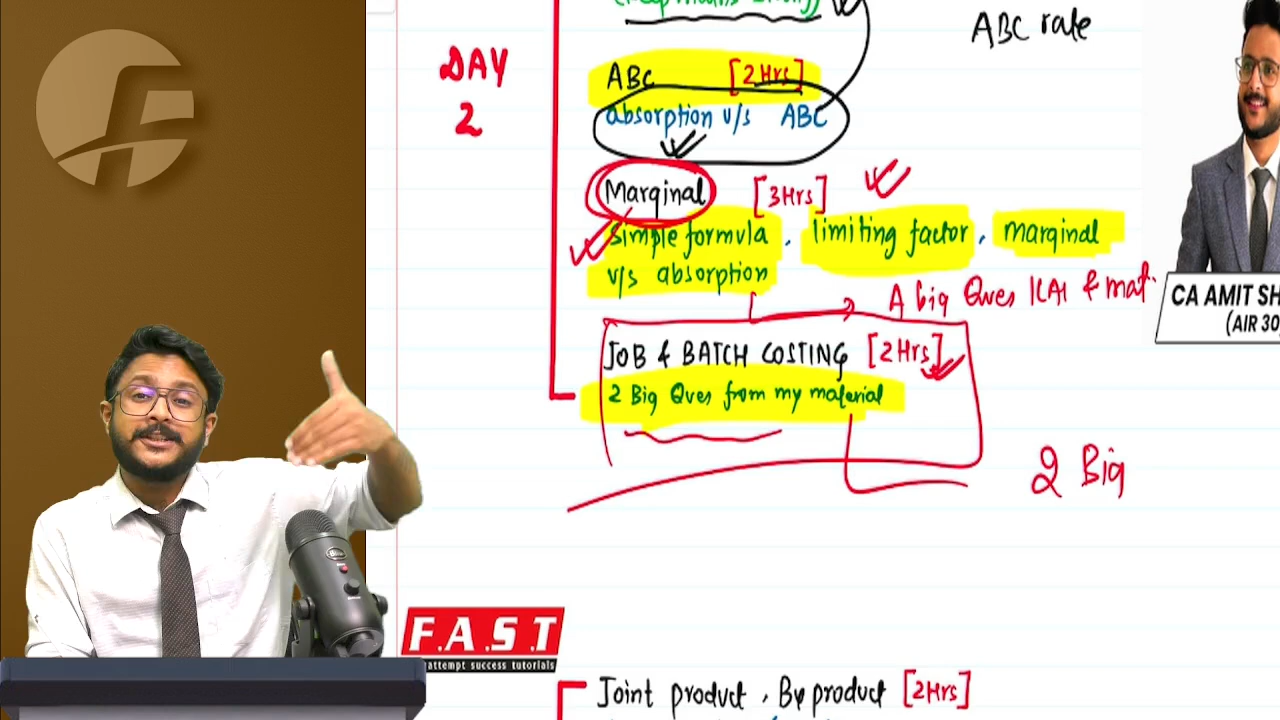 ABC rate
DAY
2
ABC [2Hrs]
absorption v/s ABC
Marginal [3Hrs]
Simple formula, limiting factor, marginal
v/s absorption
A big Ques ICAI & mat.
JOB & BATCH COSTING [2Hrs]
2 Big Ques from my material
2 Big
CA AMIT SH
(AIR 30
F.A.S.T
attempt success tutorials
Joint product, By product [2Hrs]